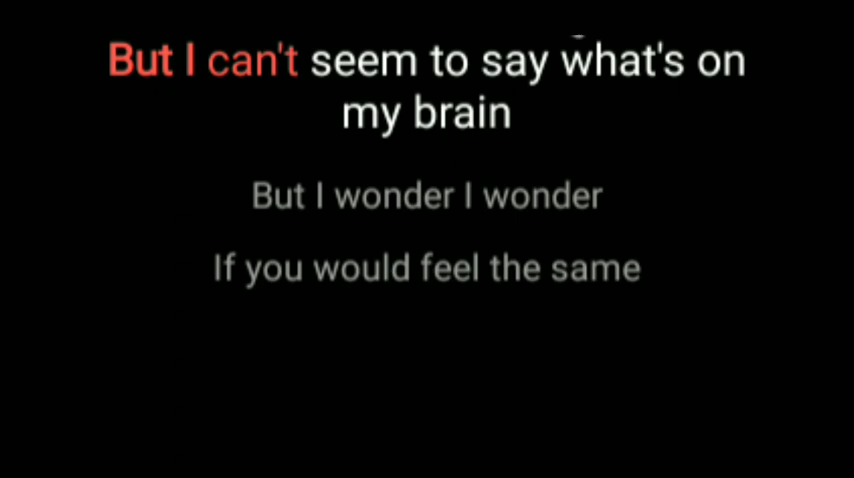 But I can't seem to say what's on
my brain
But I wonder I wonder
If you would feel the same